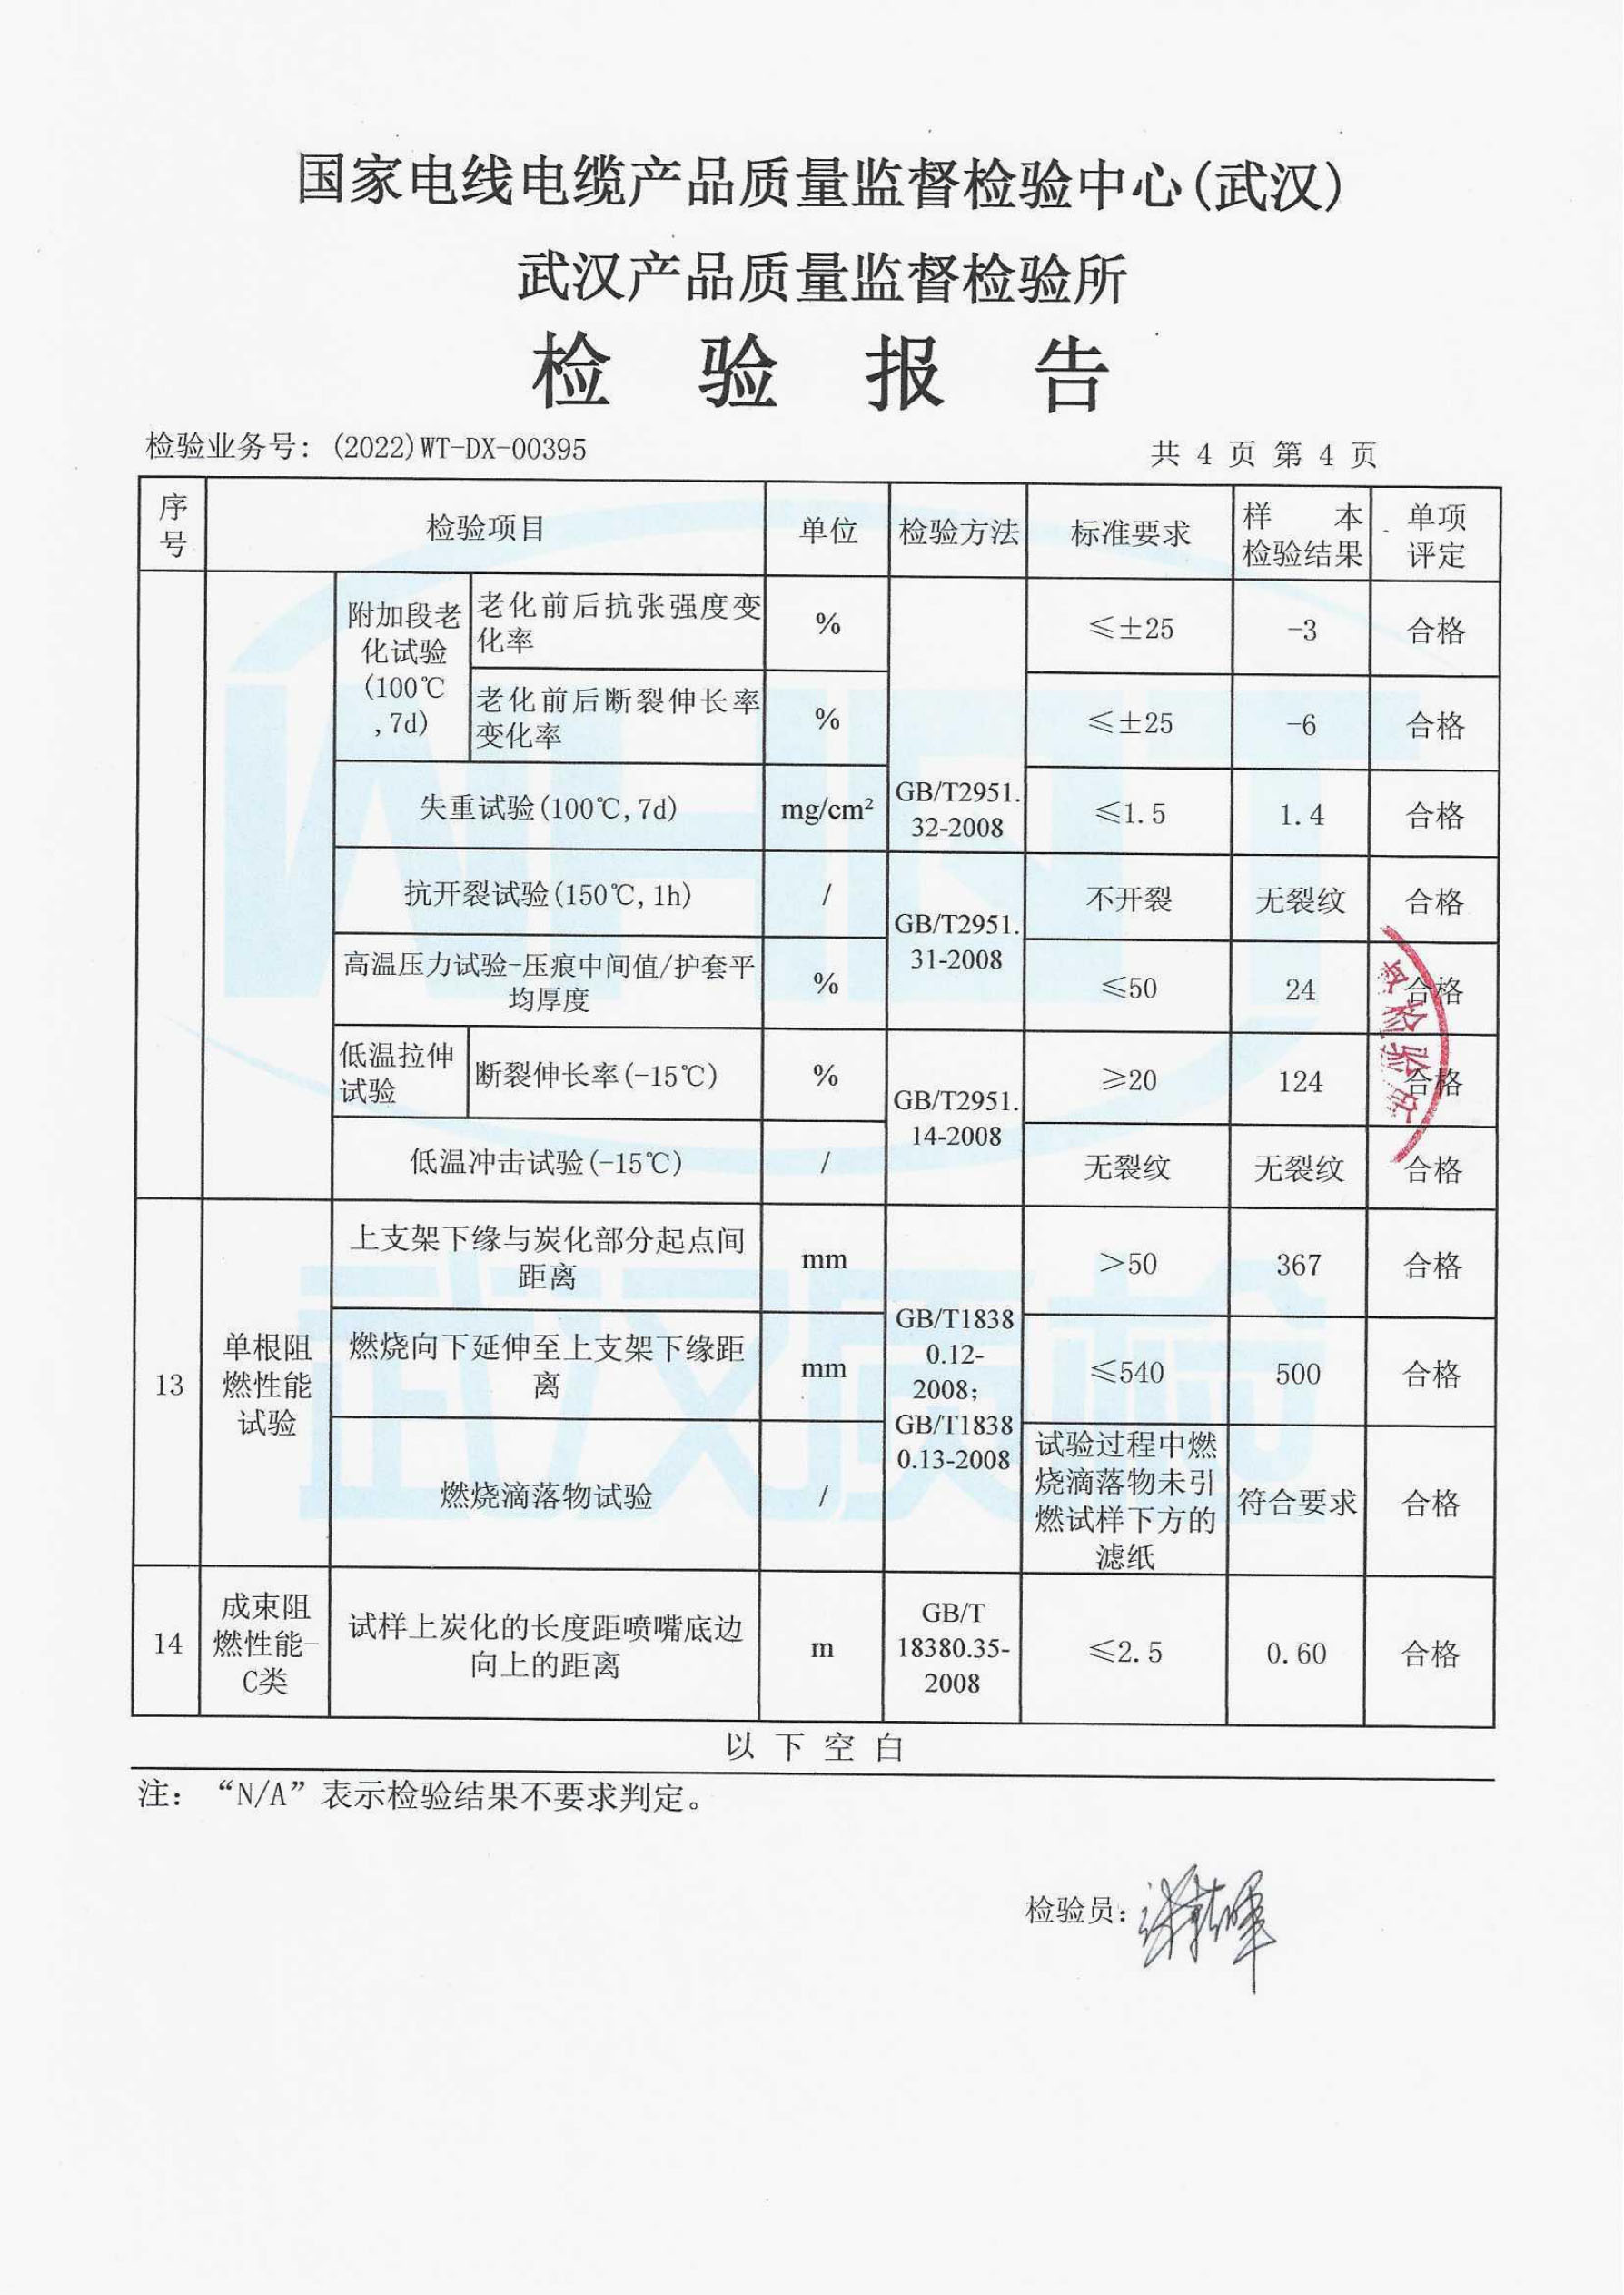 国家电线电缆产品质量监督检验中心(武汉)
武汉产品质量监督检验所
检 验 报 告
检验业务号: (2022)WT-DX-00395
共 4 页 第 4 页
序
号
检验项目
单位
检验方法
标准要求
样 本
检验结果
单项
评定
附加段老
化试验
(100℃
,7d)
老化前后抗张强度变
化率
%
≤±25
-3
合格
老化前后断裂伸长率
变化率
%
≤±25
-6
合格
失重试验(100℃,7d)
mg/cm²
GB/T2951.
32-2008
≤1.5
1.4
合格
抗开裂试验(150℃,1h)
/
GB/T2951.
31-2008
不开裂
无裂纹
合格
高温压力试验-压痕中间值/护套平
均厚度
%
≤50
24
合格
低温拉伸
试验
断裂伸长率(-15℃)
%
GB/T2951.
14-2008
≥20
124
合格
低温冲击试验(-15℃)
/
无裂纹
无裂纹
合格
13
单根阻
燃性能
试验
上支架下缘与炭化部分起点间
距离
mm
GB/T1838
0.12-
2008;
GB/T1838
0.13-2008
>50
367
合格
燃烧向下延伸至上支架下缘距
离
mm
≤540
500
合格
燃烧滴落物试验
/
试验过程中燃
烧滴落物未引
燃试样下方的
滤纸
符合要求
合格
14
成束阻
燃性能-
C类
试样上炭化的长度距喷嘴底边
向上的距离
m
GB/T
18380.35-
2008
≤2.5
0.60
合格
以 下 空 白
注: “N/A”表示检验结果不要求判定。
检验员:
武汉质检
检验所